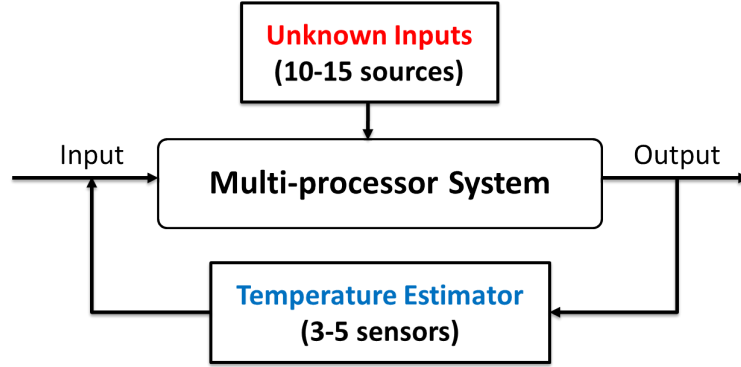 Unknown Inputs
(10-15 sources)
Input
Output
Multi-processor System
Temperature Estimator
(3-5 sensors)